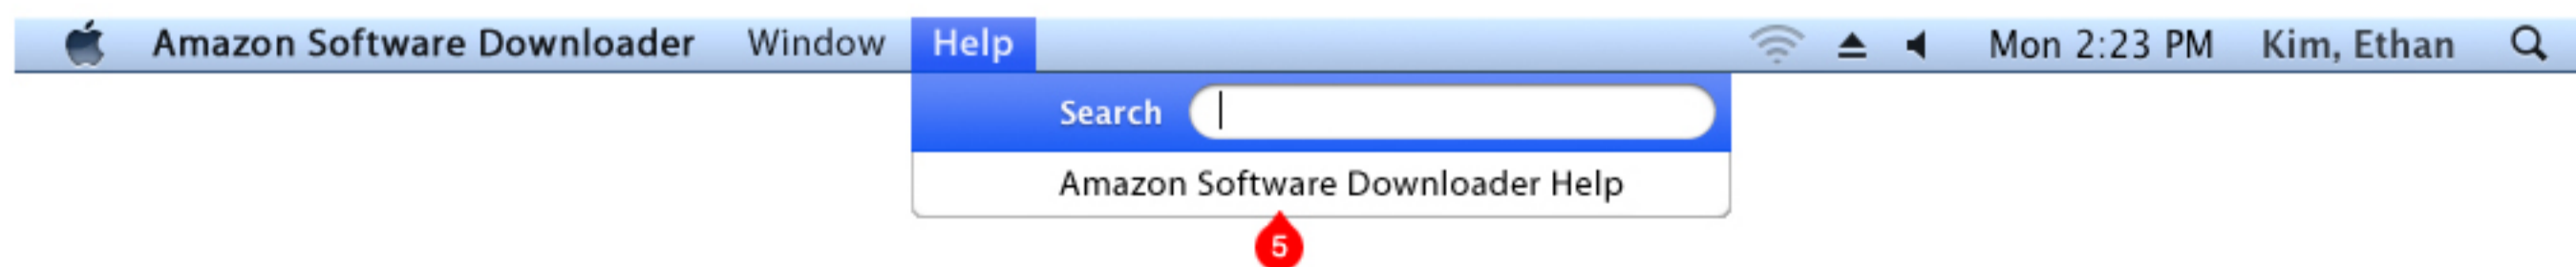 Amazon Software Downloader Window Help Mon 2:23 PM Kim, Ethan
Search
Amazon Software Downloader Help
5